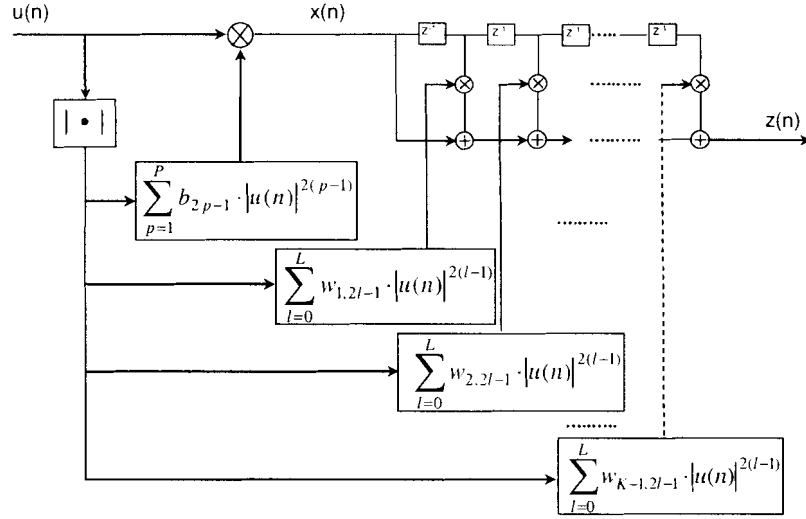 u(n) x(n)
z⁻¹ z⁻¹ z⁻¹ ...... z⁻¹
| • |
.........
......... z(n)
∑_{p=1}^{P} b_{2p-1} · |u(n)|^{2(p-1)}
.........
∑_{l=0}^{L} w_{1,2l-1} · |u(n)|^{2(l-1)}
∑_{l=0}^{L} w_{2,2l-1} · |u(n)|^{2(l-1)}
.........
∑_{l=0}^{L} w_{K-1,2l-1} · |u(n)|^{2(l-1)}